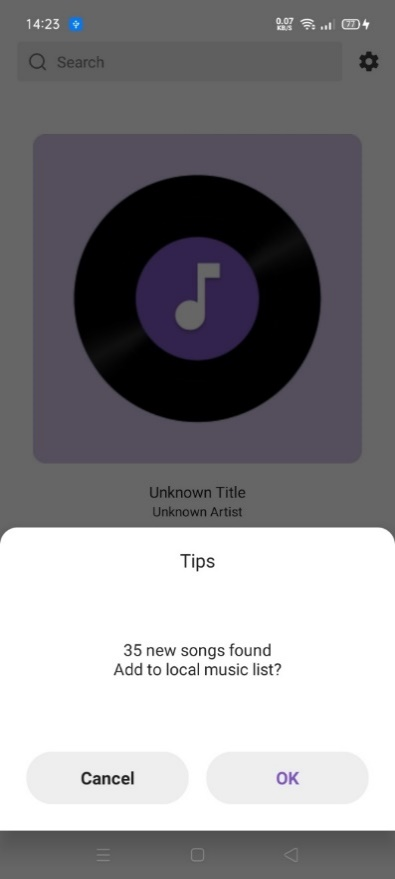 14:23
0.07 KB/S
77
Search
Unknown Title
Unknown Artist
Tips
35 new songs found
Add to local music list?
Cancel
OK